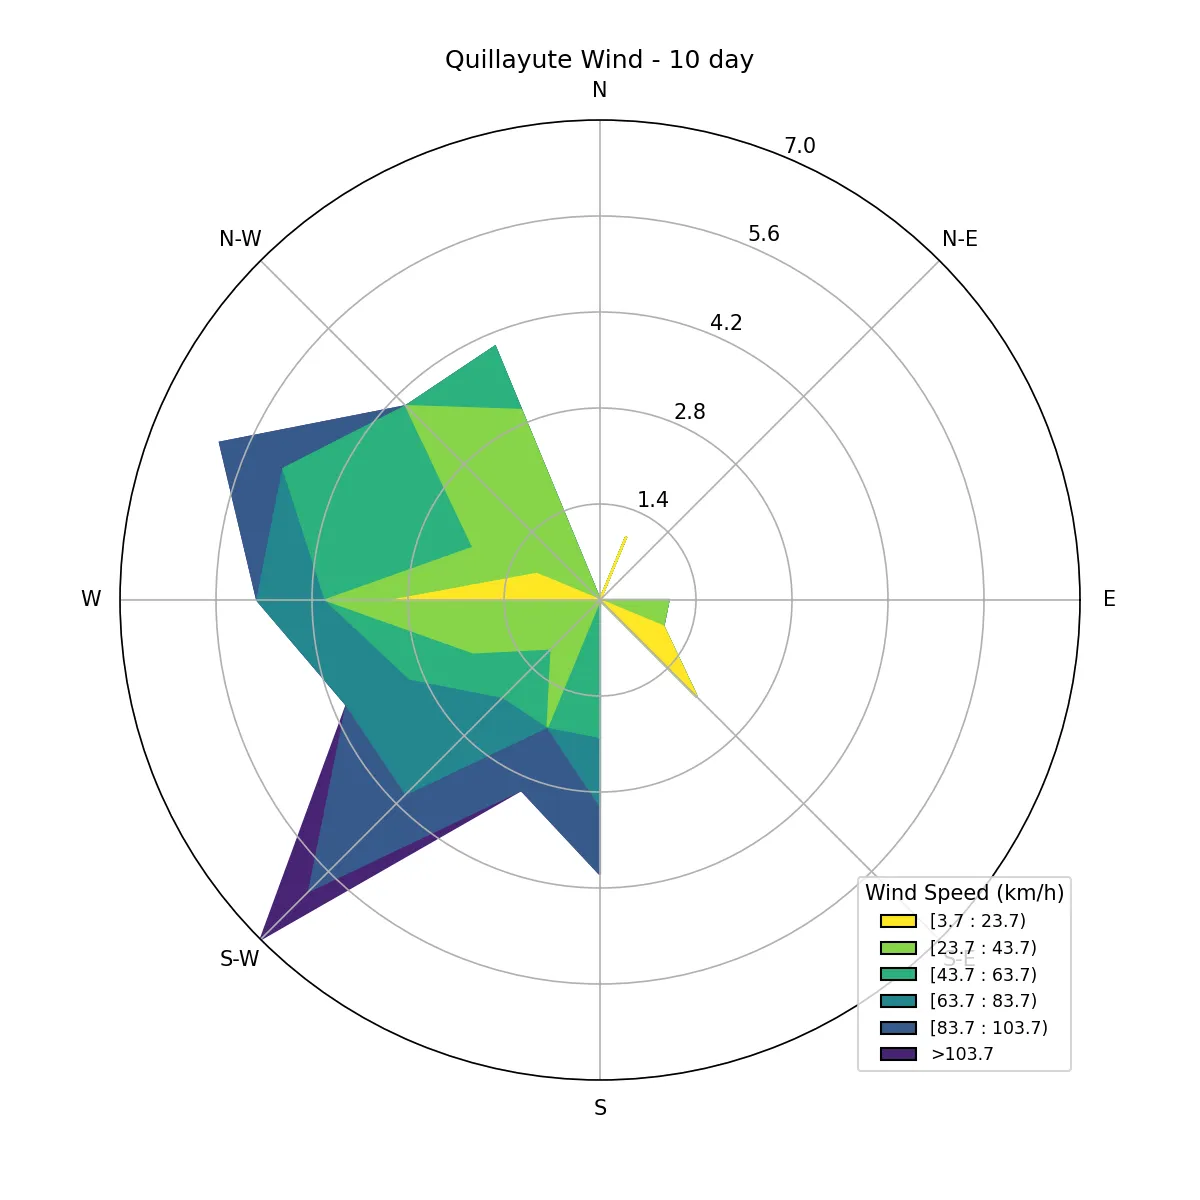 Quillayute Wind - 10 day
N
7.0
N-W
5.6
N-E
4.2
2.8
1.4
W
E
S-W
S-E
S
Wind Speed (km/h)
[3.7 : 23.7)
[23.7 : 43.7)
[43.7 : 63.7)
[63.7 : 83.7)
[83.7 : 103.7)
>103.7